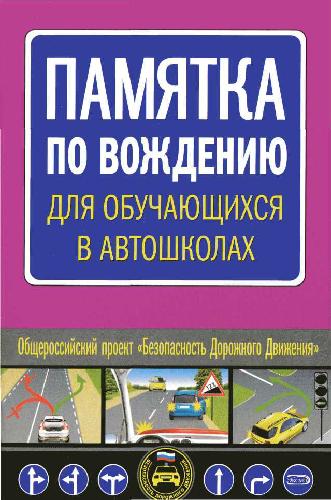 ПАМЯТКА
ПО ВОЖДЕНИЮ
ДЛЯ ОБУЧАЮЩИХСЯ
В АВТОШКОЛАХ
Общероссийский проект «Безопасность Дорожного Движения»